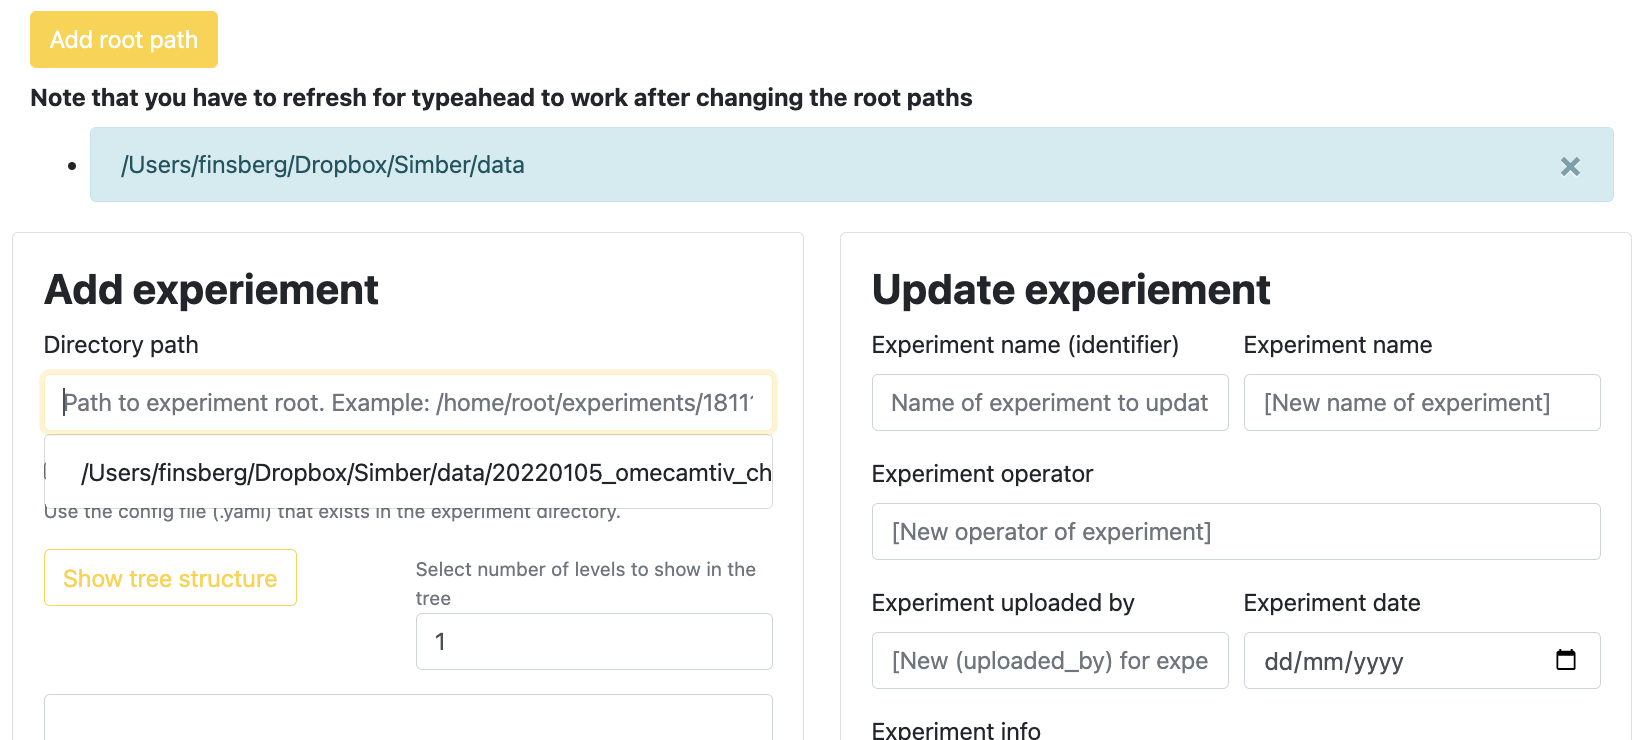 Add root path
Note that you have to refresh for typeahead to work after changing the root paths
/Users/finsberg/Dropbox/Simber/data
×
Add experiement
Directory path
Path to experiment root. Example: /home/root/experiments/1811
/Users/finsberg/Dropbox/Simber/data/20220105_omecamtiv_ch
Use the config file (.yaml) that exists in the experiment directory.
Show tree structure
Select number of levels to show in the
tree
1
Update experiement
Experiment name (identifier)
Experiment name
Name of experiment to updat
[New name of experiment]
Experiment operator
[New operator of experiment]
Experiment uploaded by
Experiment date
[New (uploaded_by) for expe
dd/mm/yyyy
Experiment info